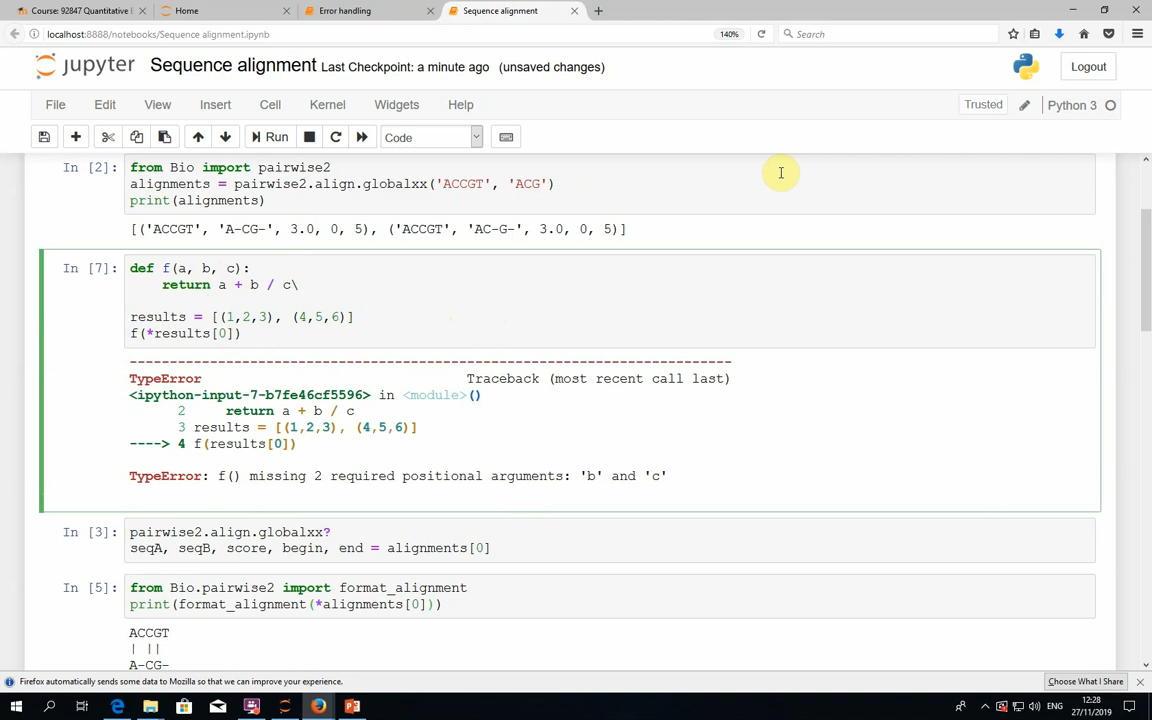 Course: 92847 Quantitative
Home
Error handling
Sequence alignment
localhost:8888/notebooks/Sequence alignment.ipynb
140%
Search
jupyter Sequence alignment Last Checkpoint: a minute ago (unsaved changes)
Logout
File Edit View Insert Cell Kernel Widgets Help
Trusted Python 3
Run Code
In [2]: from Bio import pairwise2
alignments = pairwise2.align.globalxx('ACCGT', 'ACG')
print(alignments)
[('ACCGT', 'A-CG-', 3.0, 0, 5), ('ACCGT', 'AC-G-', 3.0, 0, 5)]
In [7]: def f(a, b, c):
return a + b / c\
results = [(1,2,3), (4,5,6)]
f(*results[0])
---------------------------------------------------------------------------
TypeError Traceback (most recent call last)
<ipython-input-7-b7fe46cf5596> in <module>()
2 return a + b / c
3 results = [(1,2,3), (4,5,6)]
----> 4 f(results[0])
TypeError: f() missing 2 required positional arguments: 'b' and 'c'
In [3]: pairwise2.align.globalxx?
seqA, seqB, score, begin, end = alignments[0]
In [5]: from Bio.pairwise2 import format_alignment
print(format_alignment(*alignments[0]))
ACCGT
| ||
A-CG-
Firefox automatically sends some data to Mozilla so that we can improve your experience.
Choose What I Share
ENG
12:28
27/11/2019